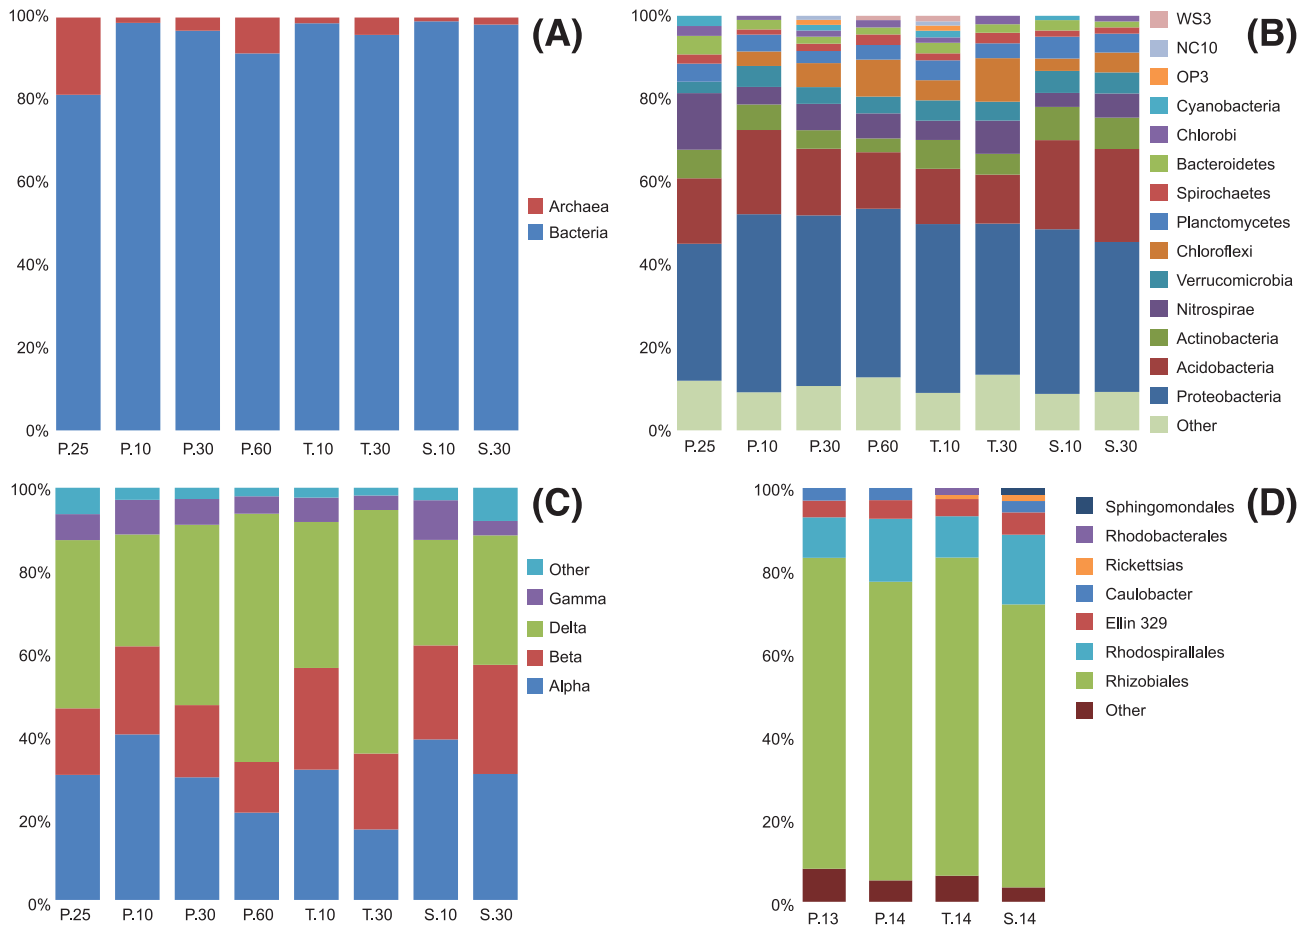 100%
80%
60%
40%
20%
0%
P.25 P.10 P.30 P.60 T.10 T.30 S.10 S.30
Archaea
Bacteria
(A)
100%
80%
60%
40%
20%
0%
P.25 P.10 P.30 P.60 T.10 T.30 S.10 S.30
WS3
NC10
OP3
Cyanobacteria
Chlorobi
Bacteroidetes
Spirochaetes
Planctomycetes
Chloroflexi
Verrucomicrobia
Nitrospirae
Actinobacteria
Acidobacteria
Proteobacteria
Other
(B)
100%
80%
60%
40%
20%
0%
P.25 P.10 P.30 P.60 T.10 T.30 S.10 S.30
Other
Gamma
Delta
Beta
Alpha
(C)
100%
80%
60%
40%
20%
0%
P.13 P.14 T.14 S.14
Sphingomondales
Rhodobacterales
Rickettsias
Caulobacter
Ellin 329
Rhodospirallales
Rhizobiales
Other
(D)